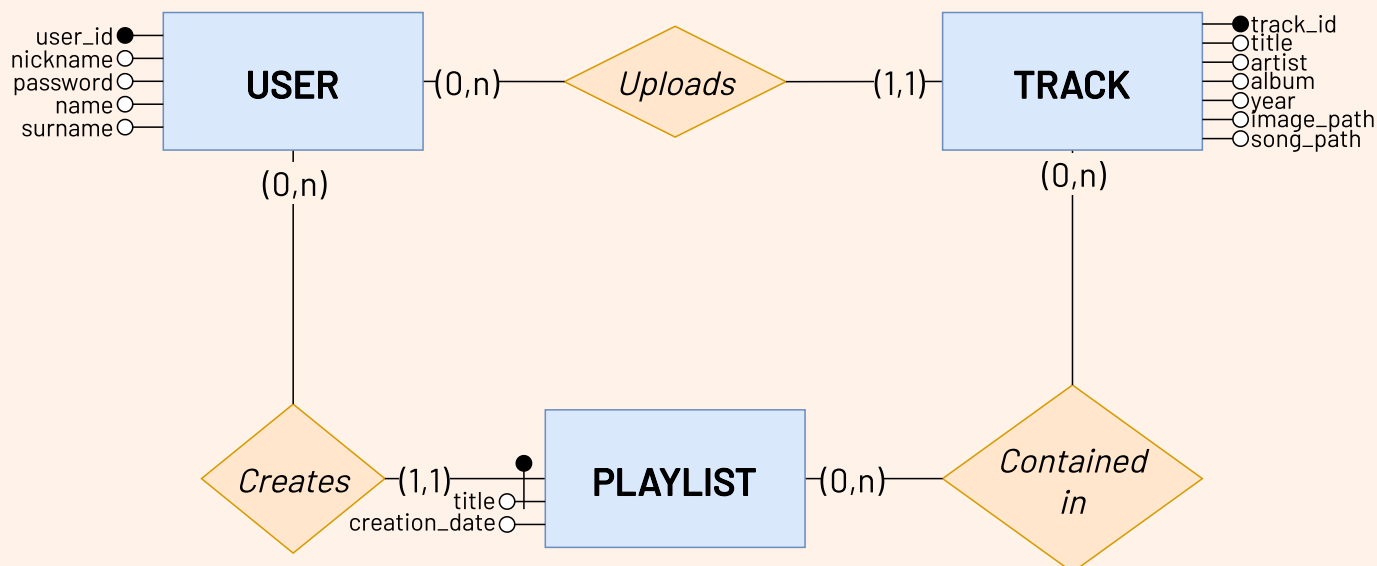 user_id
nickname
password
name
surname
USER
(0,n)
Uploads
(1,1)
TRACK
track_id
title
artist
album
year
image_path
song_path
(0,n)
(0,n)
Creates
(1,1)
title
creation_date
PLAYLIST
(0,n)
Contained
in